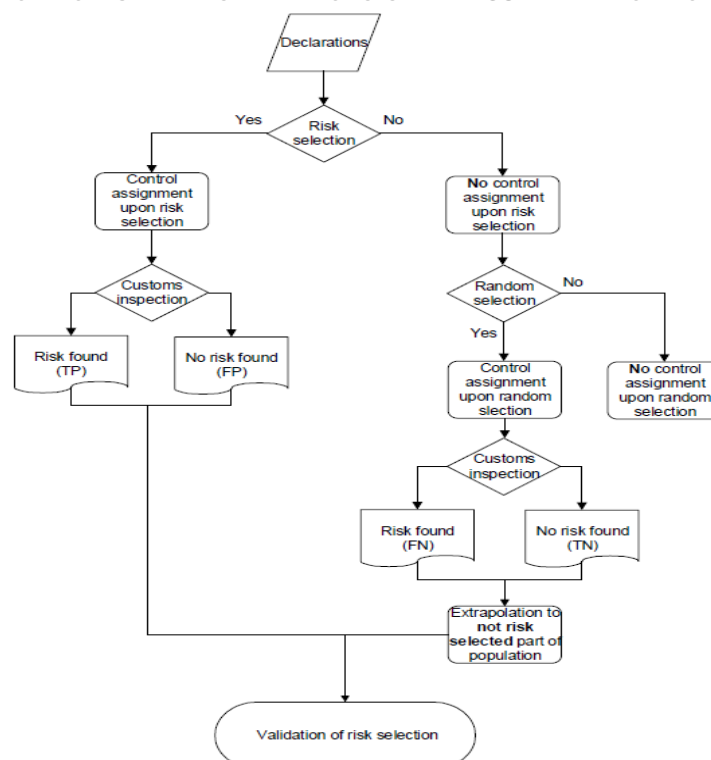 Declarations
Yes
Risk
selection
No
Control
assignment
upon risk
selection
No control
assignment
upon risk
selection
Customs
inspection
Random
selection
No
Yes
Risk found
(TP)
No risk found
(FP)
Control
assignment
upon random
slection
No control
assignment
upon random
selection
Customs
inspection
Risk found
(FN)
No risk found
(TN)
Extrapolation to
not risk
selected part of
population
Validation of risk selection